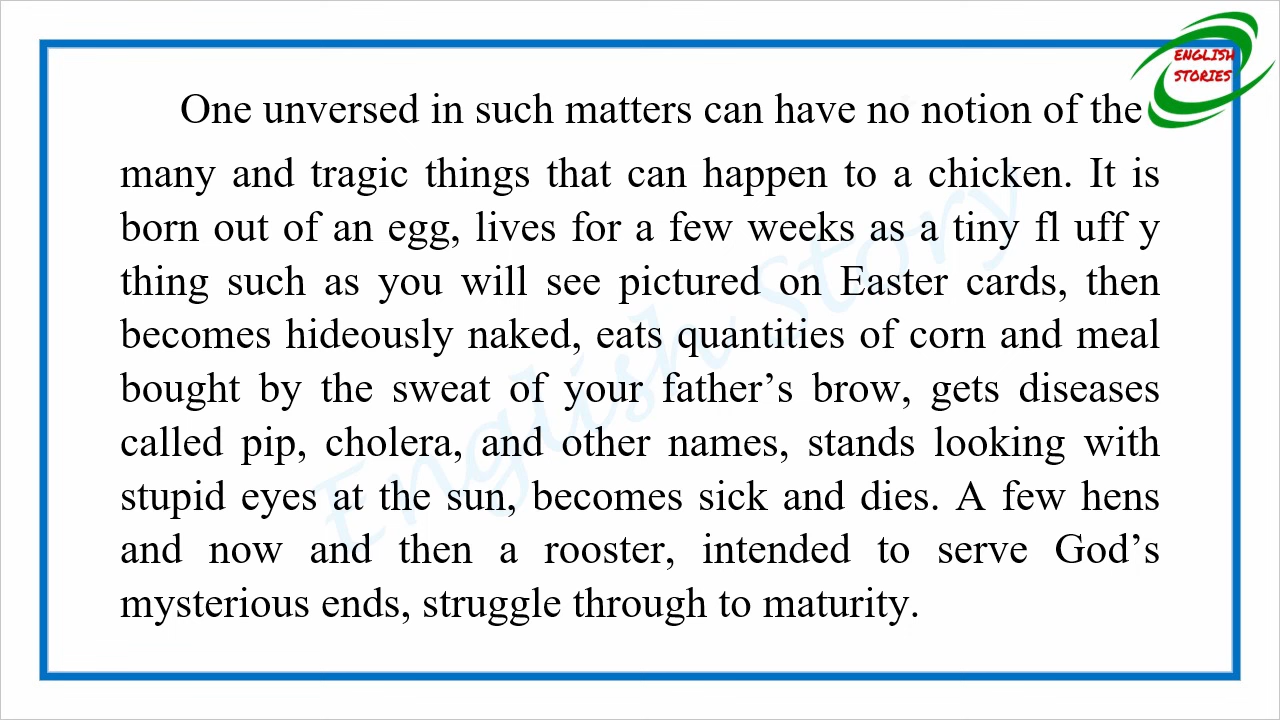 ENGLISH
STORIES
One unversed in such matters can have no notion of the
many and tragic things that can happen to a chicken. It is
born out of an egg, lives for a few weeks as a tiny fl uff y
thing such as you will see pictured on Easter cards, then
becomes hideously naked, eats quantities of corn and meal
bought by the sweat of your father’s brow, gets diseases
called pip, cholera, and other names, stands looking with
stupid eyes at the sun, becomes sick and dies. A few hens
and now and then a rooster, intended to serve God’s
mysterious ends, struggle through to maturity.
English Story